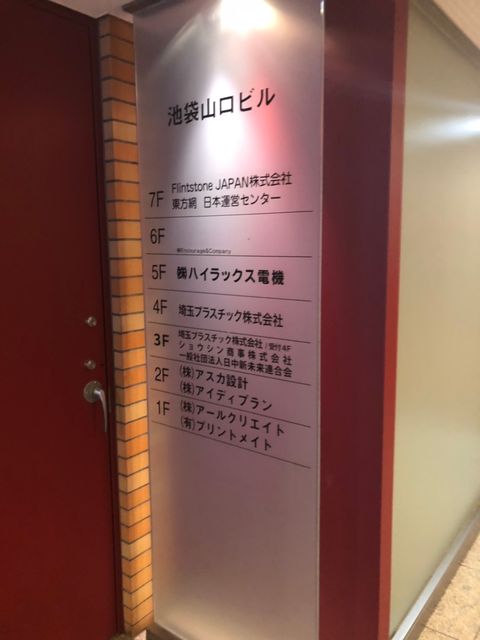 池袋山口ビル
7F Flintstone JAPAN株式会社
東方網 日本運営センター
6F
㈱Entourage&Company
5F ㈱ハイラックス電機
4F 埼玉プラスチック株式会社
3F 埼玉プラスチック株式会社/受付4F
ショウシン商事株式会社
一般社団法人日中新未来連合会
2F (株)アスカ設計
(株)アイディプラン
1F (株)アールクリエイト
(有)プリントメイト